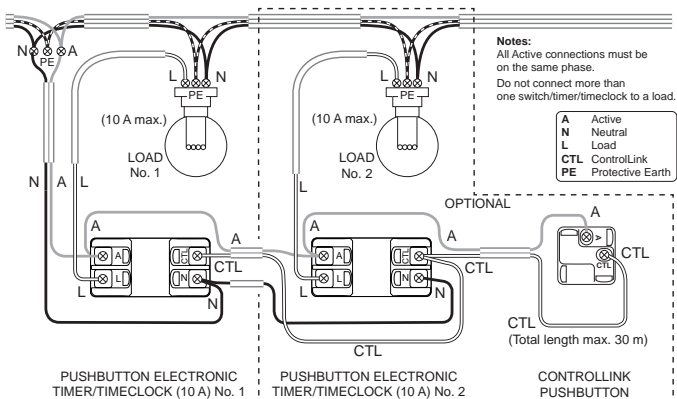 N
A
PE
L
N
PE
L
N
PE
Notes:
All Active connections must be
on the same phase.
Do not connect more than
one switch/timer/timeclock to a load.
A Active
N Neutral
L Load
CTL ControlLink
PE Protective Earth
(10 A max.)
LOAD
No. 1
(10 A max.)
LOAD
No. 2
N
A
L
L
OPTIONAL
A
A
A
A
A
CTL
A
CTL
A
CTL
A
CTL
CTL
CTL
CTL
L
L
N
L
L
N
N
N
CTL
CTL
(Total length max. 30 m)
PUSHBUTTON ELECTRONIC
TIMER/TIMECLOCK (10 A) No. 1
PUSHBUTTON ELECTRONIC
TIMER/TIMECLOCK (10 A) No. 2
CONTROLLINK
PUSHBUTTON